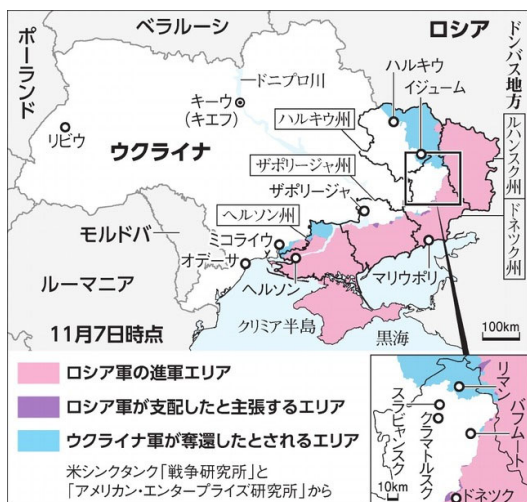 ベラルーシ
ロシア
ポーランド
ドンバス地方
ドニプロ川
ハルキウ
イジューム
キーウ
(キエフ)
ハルキウ州
リビウ
ウクライナ
ルハンスク州
ザポリージャ州
ザポリージャ
ドネツク州
ヘルソン州
モルドバ
ミコライウ
オデーサ
ルーマニア
ヘルソン
マリウポリ
11月7日時点
クリミア半島
黒海
100km
ロシア軍の進軍エリア
ロシア軍が支配したと主張するエリア
ウクライナ軍が奪還したとされるエリア
米シンクタンク「戦争研究所」と
「アメリカン・エンタープライズ研究所」から
リマン
スラビャンスク
クラマトルスク
バフムート
10km
ドネツク